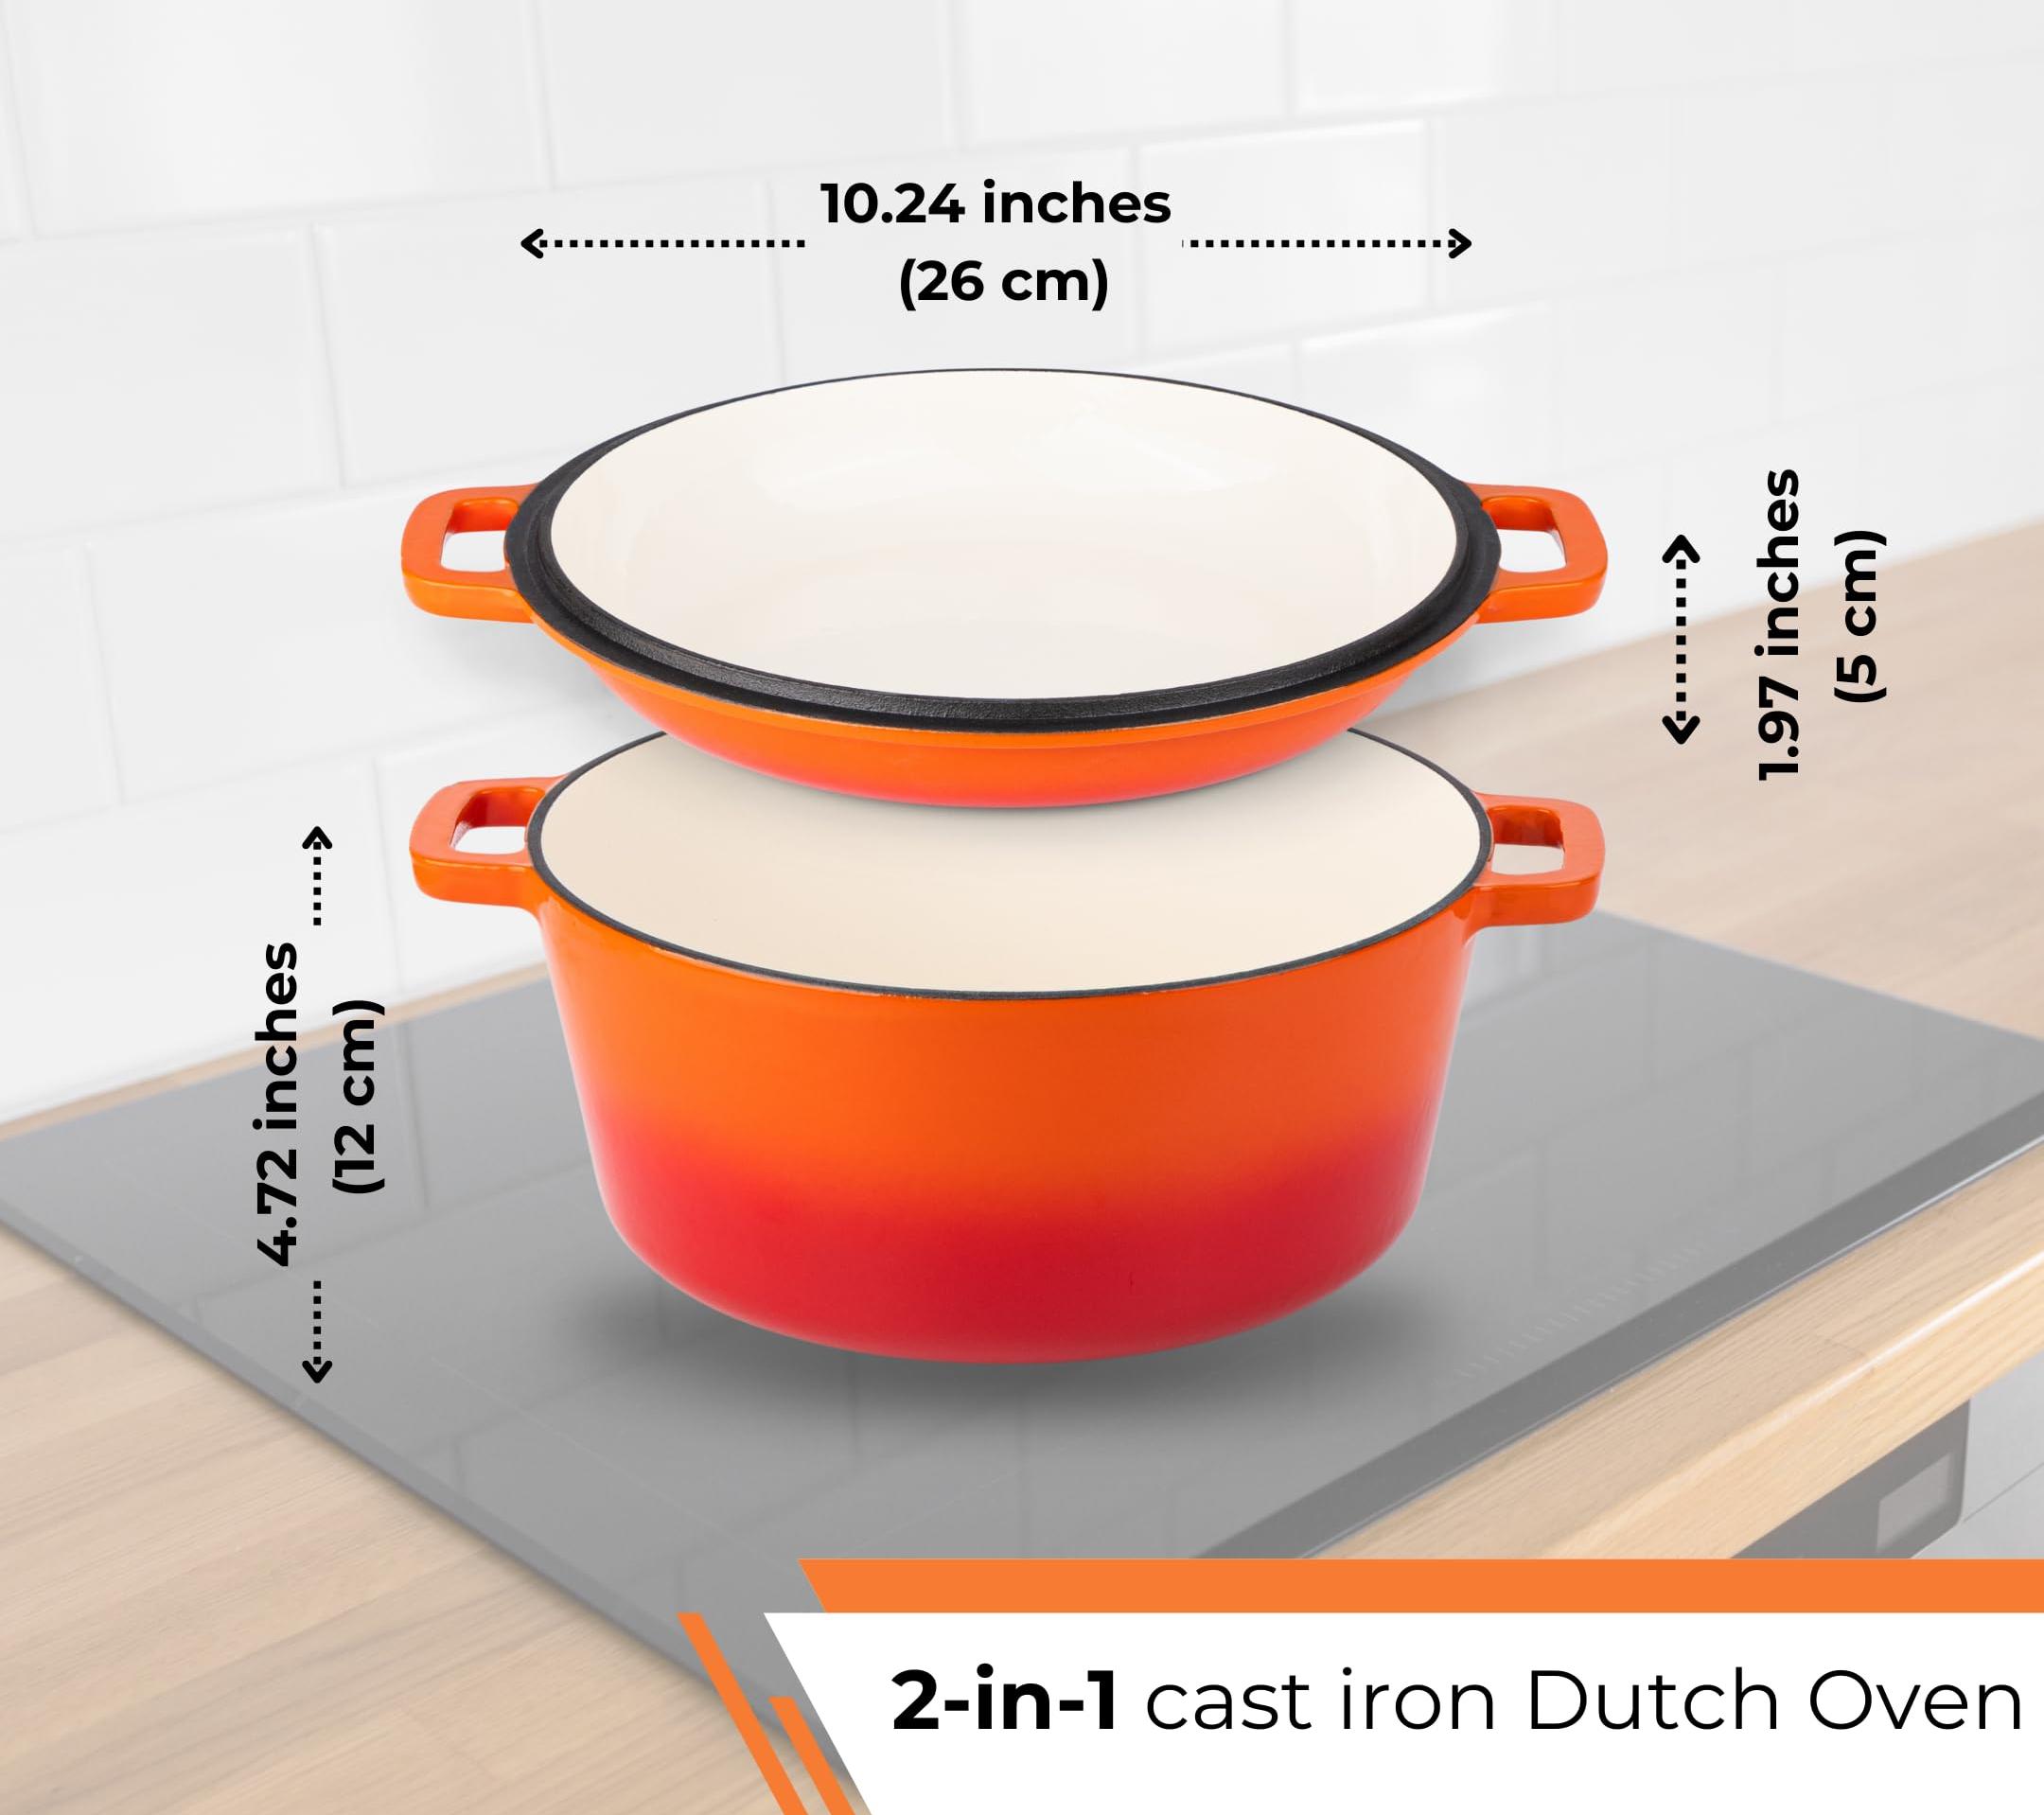 10.24 inches
(26 cm)
1.97 inches
(5 cm)
4.72 inches
(12 cm)
2-in-1 cast iron Dutch Oven